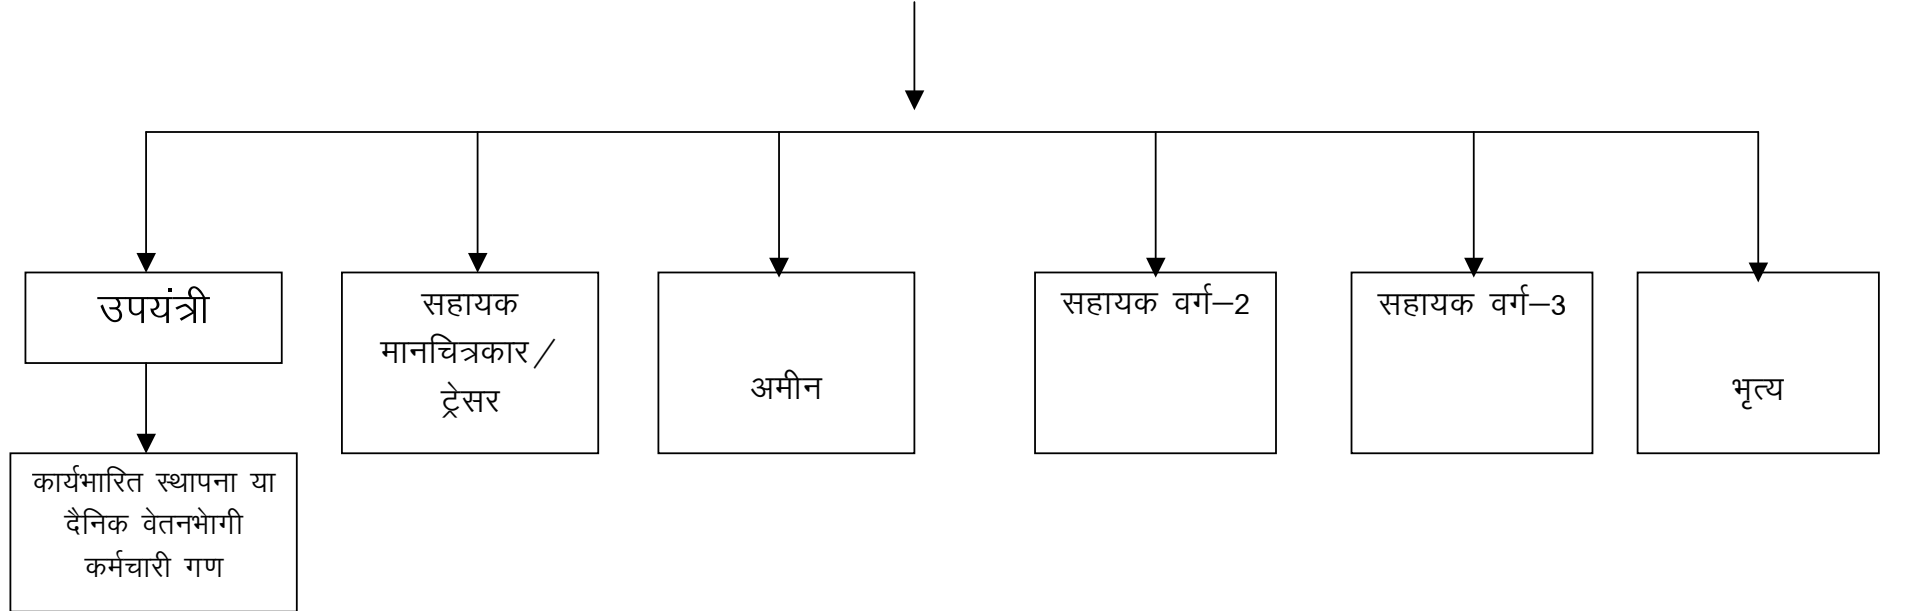 उपयंत्री
सहायक
मानचित्रकार/
ट्रेसर
अमीन
सहायक वर्ग–2
सहायक वर्ग–3
भृत्य
कार्यभारित स्थापना या
दैनिक वेतनभेागी
कर्मचारी गण